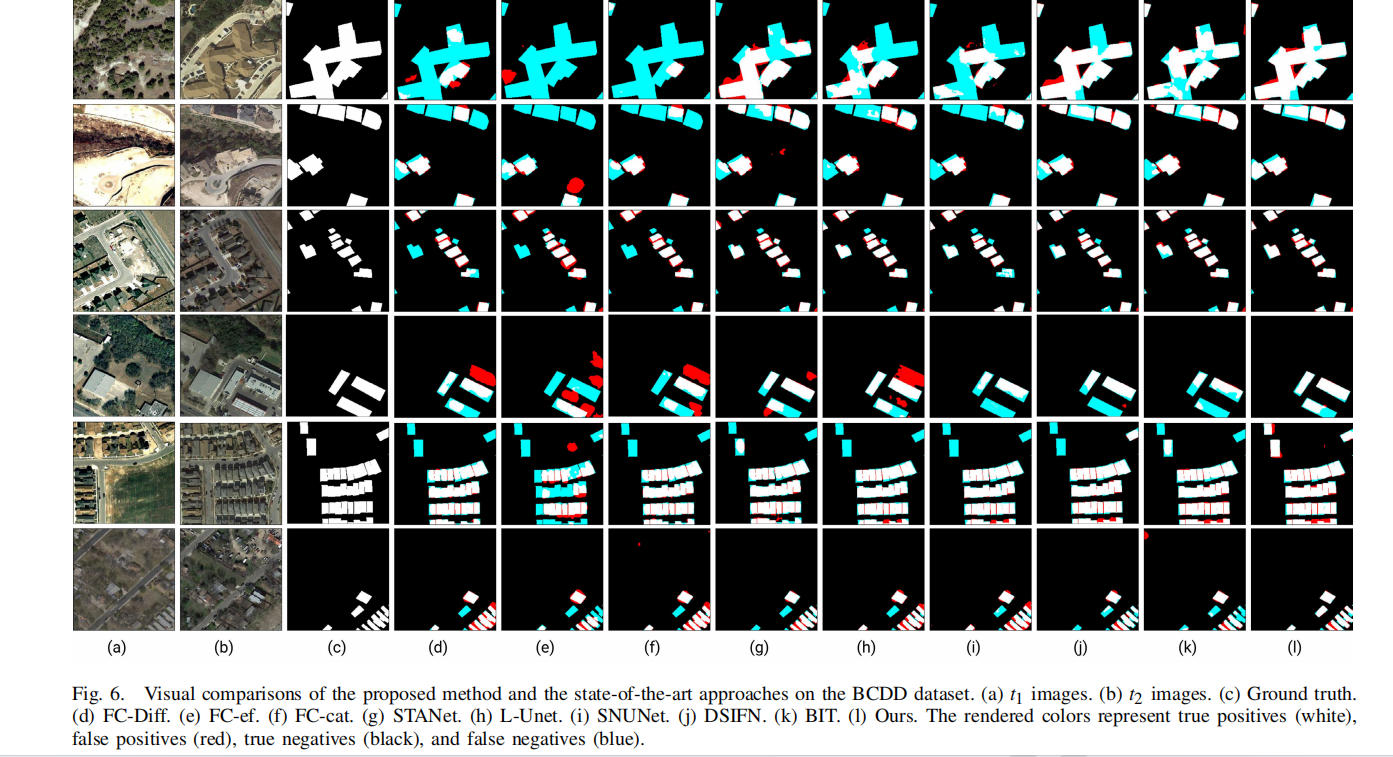 (a) (b) (c) (d) (e) (f) (g) (h) (i) (j) (k) (l)
Fig. 6. Visual comparisons of the proposed method and the state-of-the-art approaches on the BCDD dataset. (a) t1 images. (b) t2 images. (c) Ground truth.
(d) FC-Diff. (e) FC-ef. (f) FC-cat. (g) STANet. (h) L-Unet. (i) SNUNet. (j) DSIFN. (k) BIT. (l) Ours. The rendered colors represent true positives (white),
false positives (red), true negatives (black), and false negatives (blue).